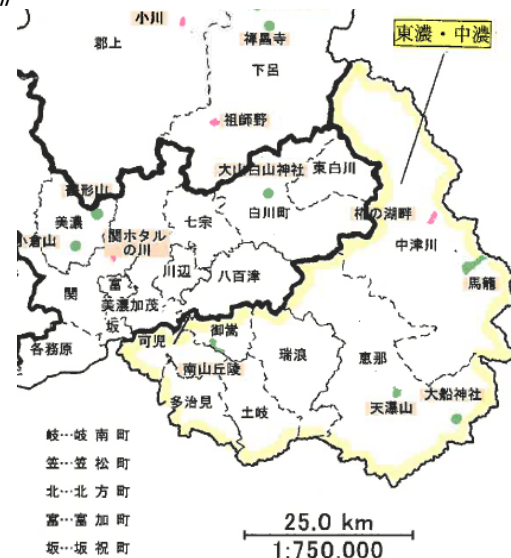 小川
郡上
禅昌寺
下呂
東濃・中濃
祖師野
大山白山神社
東白川
美濃
七宗
白川町
の湖畔
中津川
小倉山
関ホタル
の川
川辺
八百津
馬籠
関
富
美濃加茂
坂
各務原
可児
御嵩
瑞浪
恵那
南山丘陵
多治見
土岐
天瀑山
大船神社
岐…岐南町
笠…笠松町
北…北方町
富…富加町
坂…坂祝町
25.0 km
1:750,000